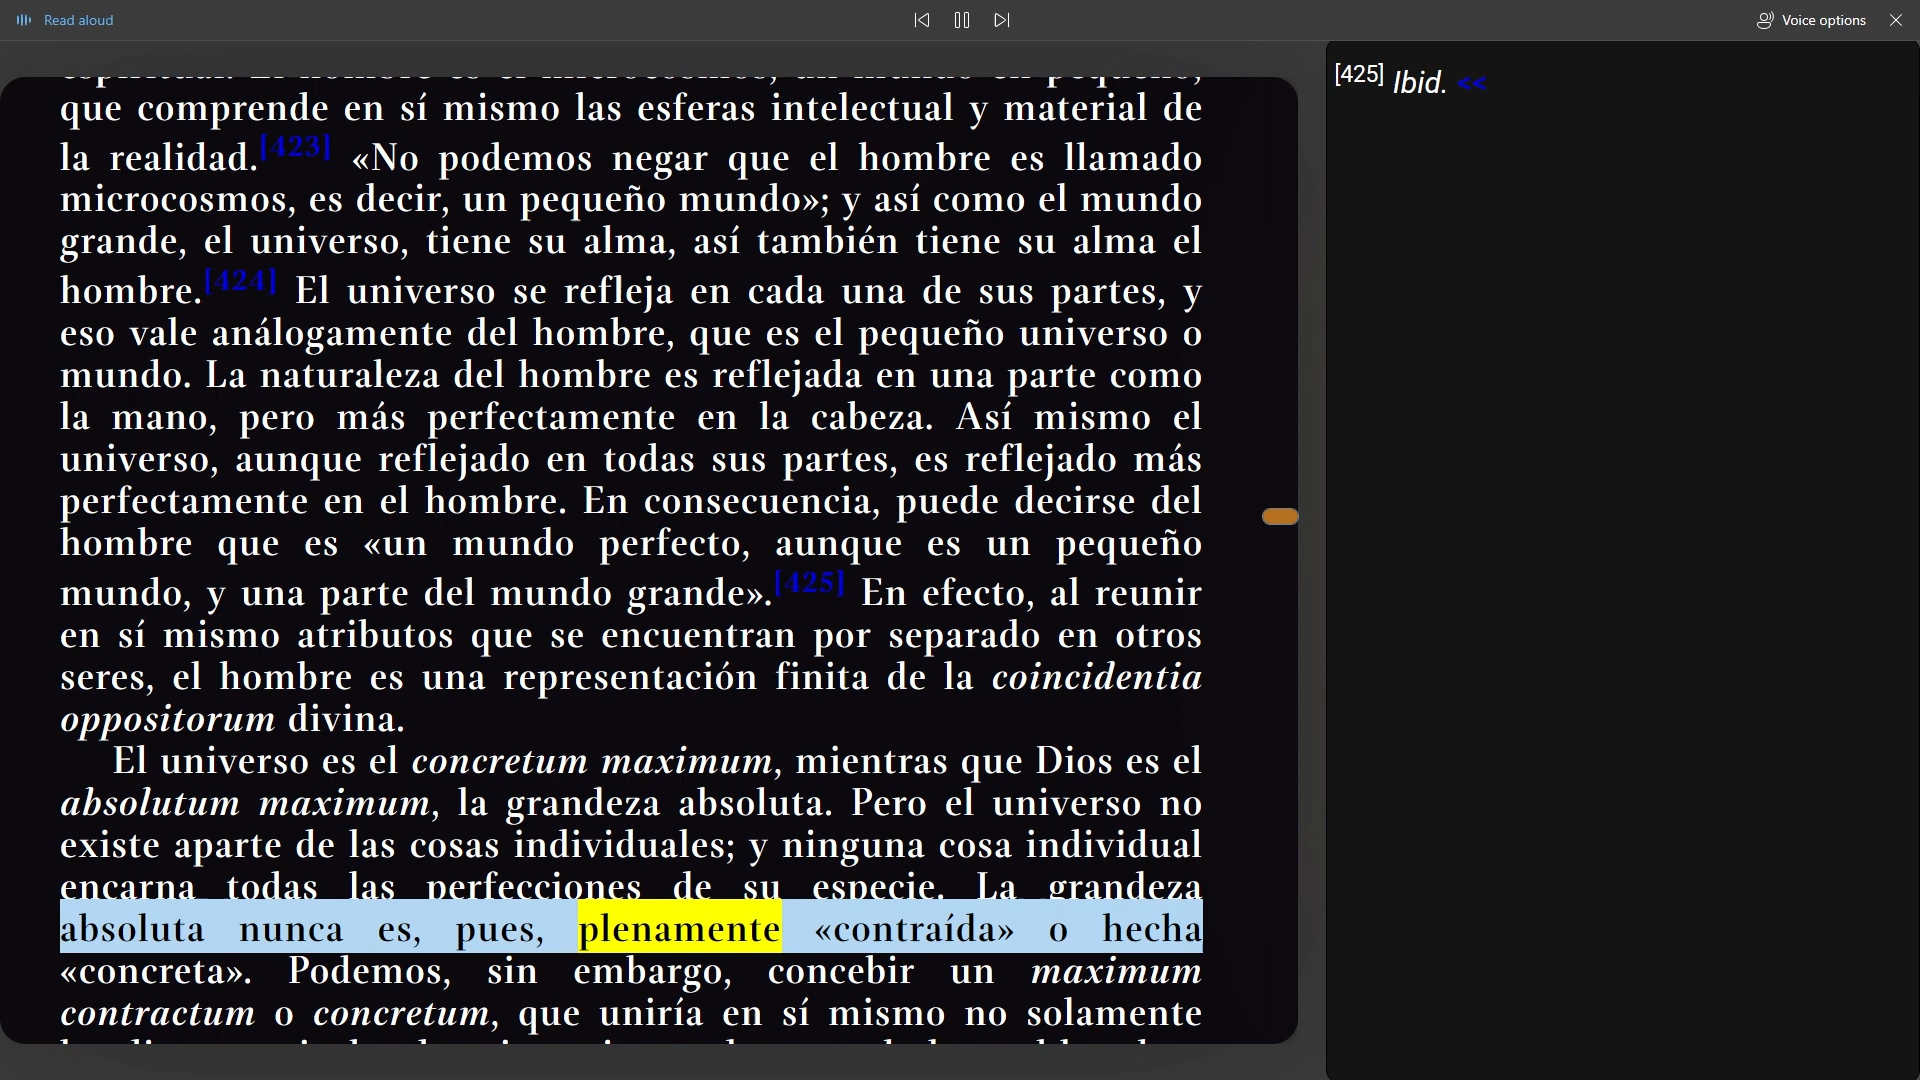 Read aloud
Voice options
que comprende en sí mismo las esferas intelectual y material de
la realidad.[423] «No podemos negar que el hombre es llamado
microcosmos, es decir, un pequeño mundo»; y así como el mundo
grande, el universo, tiene su alma, así también tiene su alma el
hombre.[424] El universo se refleja en cada una de sus partes, y
eso vale análogamente del hombre, que es el pequeño universo o
mundo. La naturaleza del hombre es reflejada en una parte como
la mano, pero más perfectamente en la cabeza. Así mismo el
universo, aunque reflejado en todas sus partes, es reflejado más
perfectamente en el hombre. En consecuencia, puede decirse del
hombre que es «un mundo perfecto, aunque es un pequeño
mundo, y una parte del mundo grande».[425] En efecto, al reunir
en sí mismo atributos que se encuentran por separado en otros
seres, el hombre es una representación finita de la coincidentia
oppositorum divina.
El universo es el concretum maximum, mientras que Dios es el
absolutum maximum, la grandeza absoluta. Pero el universo no
existe aparte de las cosas individuales; y ninguna cosa individual
encarna todas las perfecciones de su especie. La grandeza
absoluta nunca es, pues, plenamente «contraída» o hecha
«concreta». Podemos, sin embargo, concebir un maximum
contractum o concretum, que uniría en sí mismo no solamente
[425] Ibid. <<